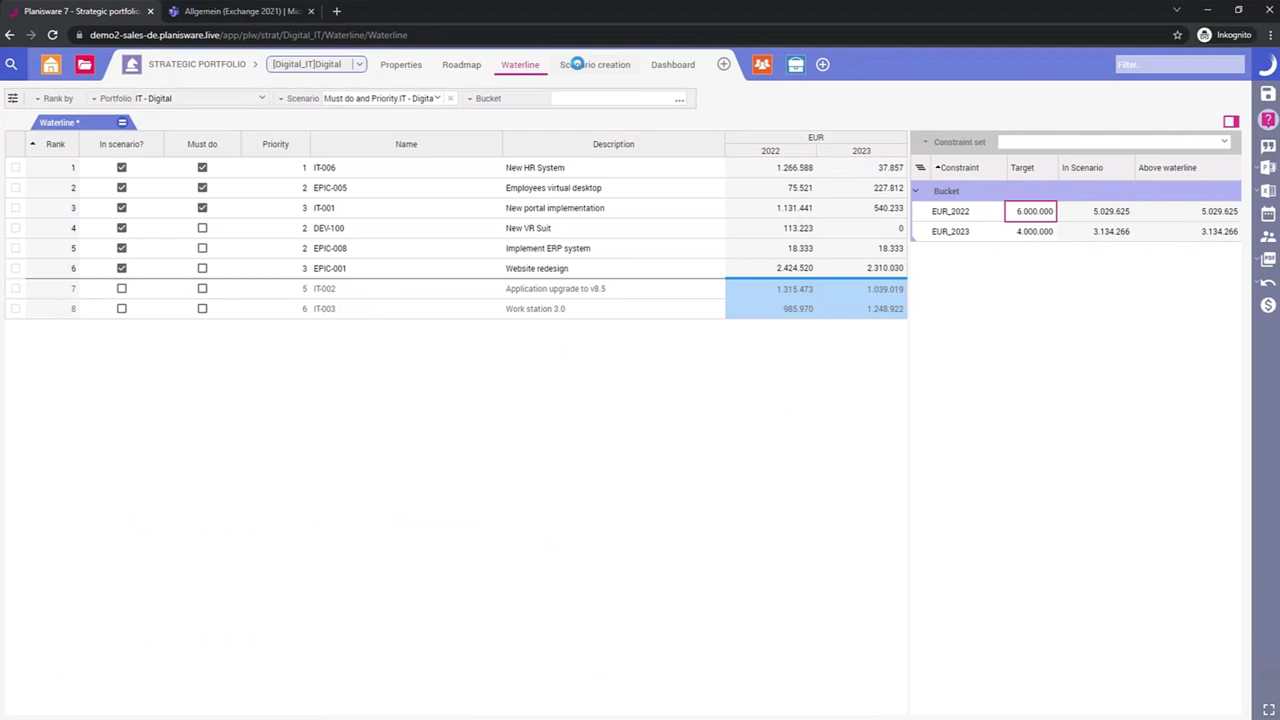 Planisware 7 - Strategic portfolio
Allgemein (Exchange 2021) | Mic
demo2-sales-de.planisware.live/app/plw/strat/Digital_IT/Waterline/Waterline
Inkognito
STRATEGIC PORTFOLIO
[Digital_IT]Digital
Properties
Roadmap
Waterline
Scenario creation
Dashboard
Filter...
Rank by
Portfolio IT - Digital
Scenario Must do and Priority.IT - Digita
Bucket
...
Waterline *
Rank In scenario? Must do Priority Name Description EUR 2022 2023
1 1 IT-006 New HR System 1.266.588 37.857
2 2 EPIC-005 Employees virtual desktop 75.521 227.812
3 3 IT-001 New portal implementation 1.131.441 540.233
4 2 DEV-100 New VR Suit 113.223 0
5 2 EPIC-008 Implement ERP system 18.333 18.333
6 3 EPIC-001 Website redesign 2.424.520 2.310.030
7 5 IT-002 Application upgrade to v8.5 1.315.473 1.039.019
8 6 IT-003 Work station 3.0 985.970 1.248.922
Constraint set
Constraint Target In Scenario Above waterline
Bucket
EUR_2022 6.000.000 5.029.625 5.029.625
EUR_2023 4.000.000 3.134.266 3.134.266